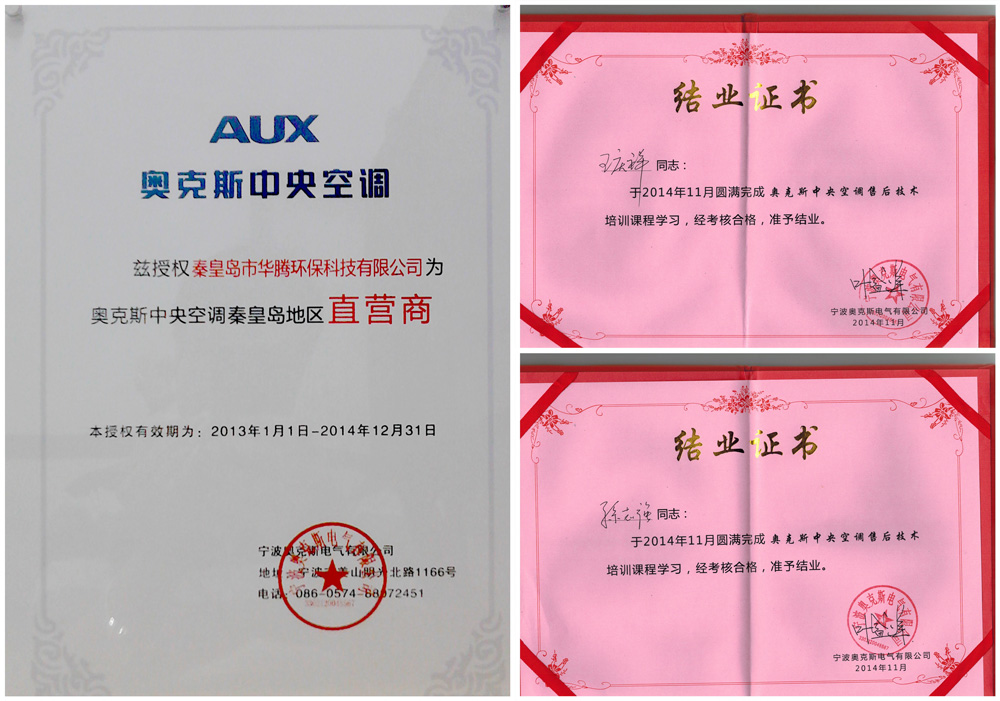 AUX
奥克斯中央空调
兹授权秦皇岛市华腾环保科技有限公司为
奥克斯中央空调秦皇岛地区直营商
本授权有效期为：2013年1月1日-2014年12月31日
宁波奥克斯电气有限公司
明光北路1166号
电话：086-0574-88072451
结业证书
王庆祥 同志：
于2014年11月圆满完成 奥克斯中央空调售后技术
培训课程学习，经考核合格，准予结业。
宁波奥克斯电气有限公司
2014年11月
结业证书
孙志强 同志：
于2014年11月圆满完成 奥克斯中央空调售后技术
培训课程学习，经考核合格，准予结业。
宁波奥克斯电气有限公司
2014年11月